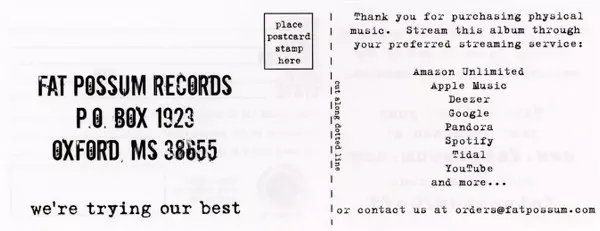 place
postcard
stamp
here
FAT POSSUM RECORDS
P.O. BOX 1923
OXFORD, MS 38655
we're trying our best
cut along dotted line
Thank you for purchasing physical
music. Stream this album through
your preferred streaming service:
Amazon Unlimited
Apple Music
Deezer
Google
Pandora
Spotify
Tidal
YouTube
and more...
or contact us at orders@fatpossum.com